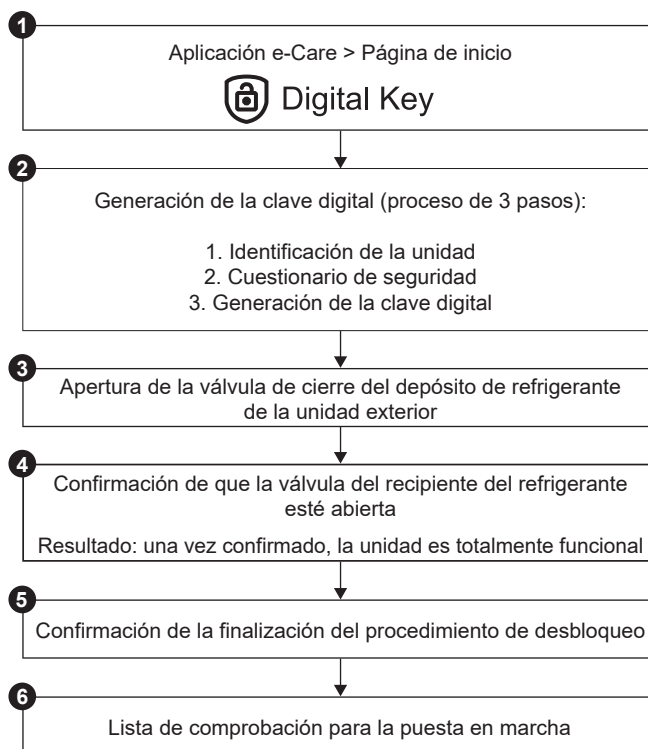 1
Aplicación e-Care > Página de inicio
Digital Key
2
Generación de la clave digital (proceso de 3 pasos):
1. Identificación de la unidad
2. Cuestionario de seguridad
3. Generación de la clave digital
3
Apertura de la válvula de cierre del depósito de refrigerante
de la unidad exterior
4
Confirmación de que la válvula del recipiente del refrigerante
esté abierta
Resultado: una vez confirmado, la unidad es totalmente funcional
5
Confirmación de la finalización del procedimiento de desbloqueo
6
Lista de comprobación para la puesta en marcha